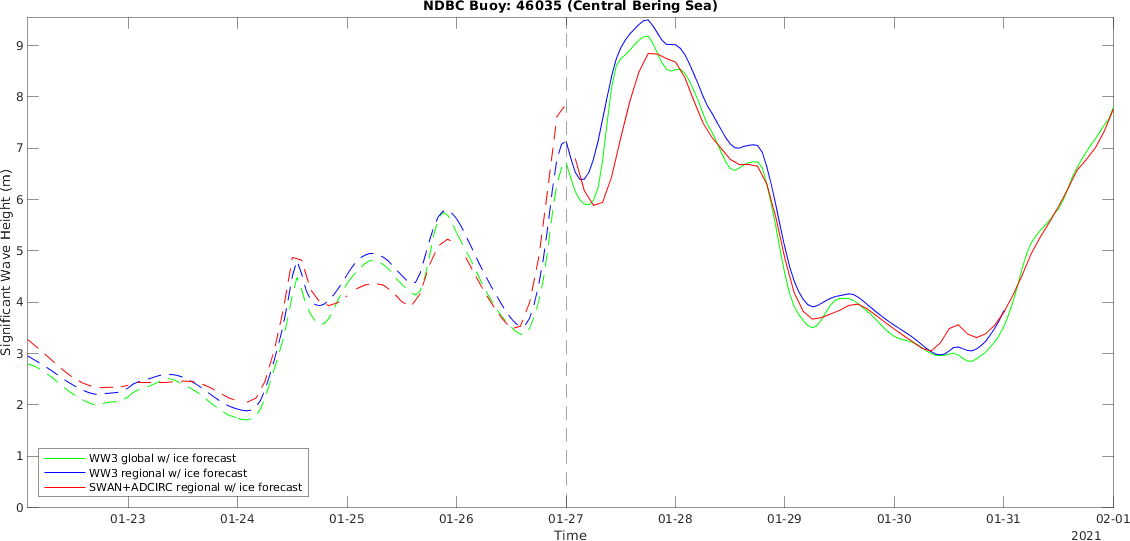 NDBC Buoy: 46035 (Central Bering Sea)
Significant Wave Height (m)
9
8
7
6
5
4
3
2
1
0
WW3 global w/ ice forecast
WW3 regional w/ ice forecast
SWAN+ADCIRC regional w/ ice forecast
01-23 01-24 01-25 01-26 01-27 01-28 01-29 01-30 01-31 02-01
Time
2021